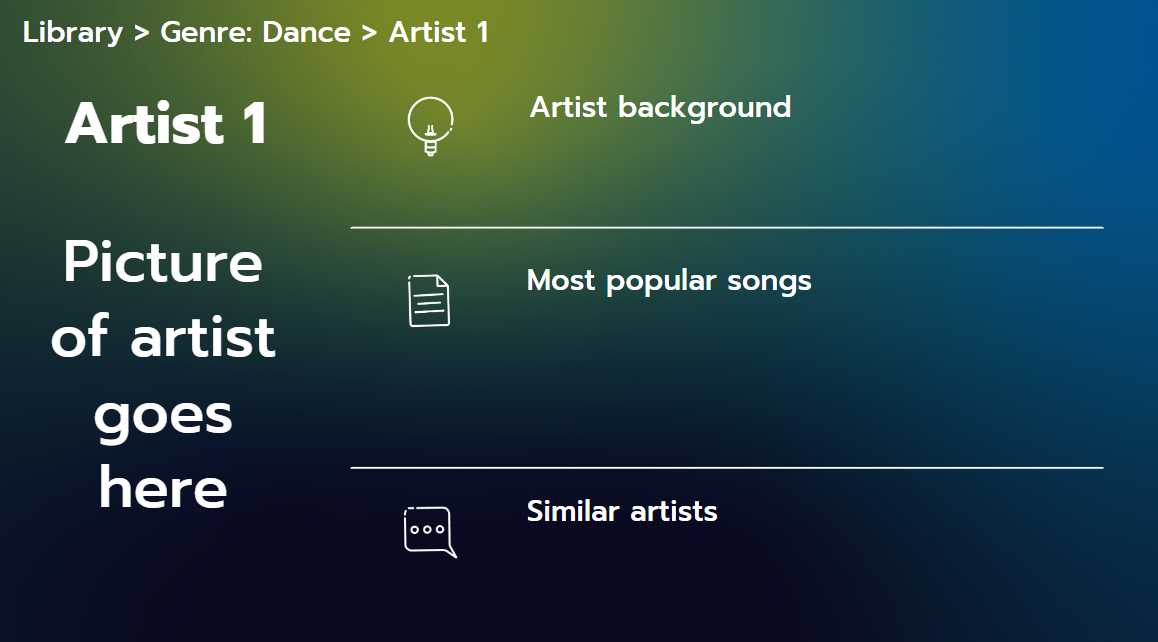 Library > Genre: Dance > Artist 1
Artist 1
Picture
of artist
goes
here
Artist background
Most popular songs
Similar artists